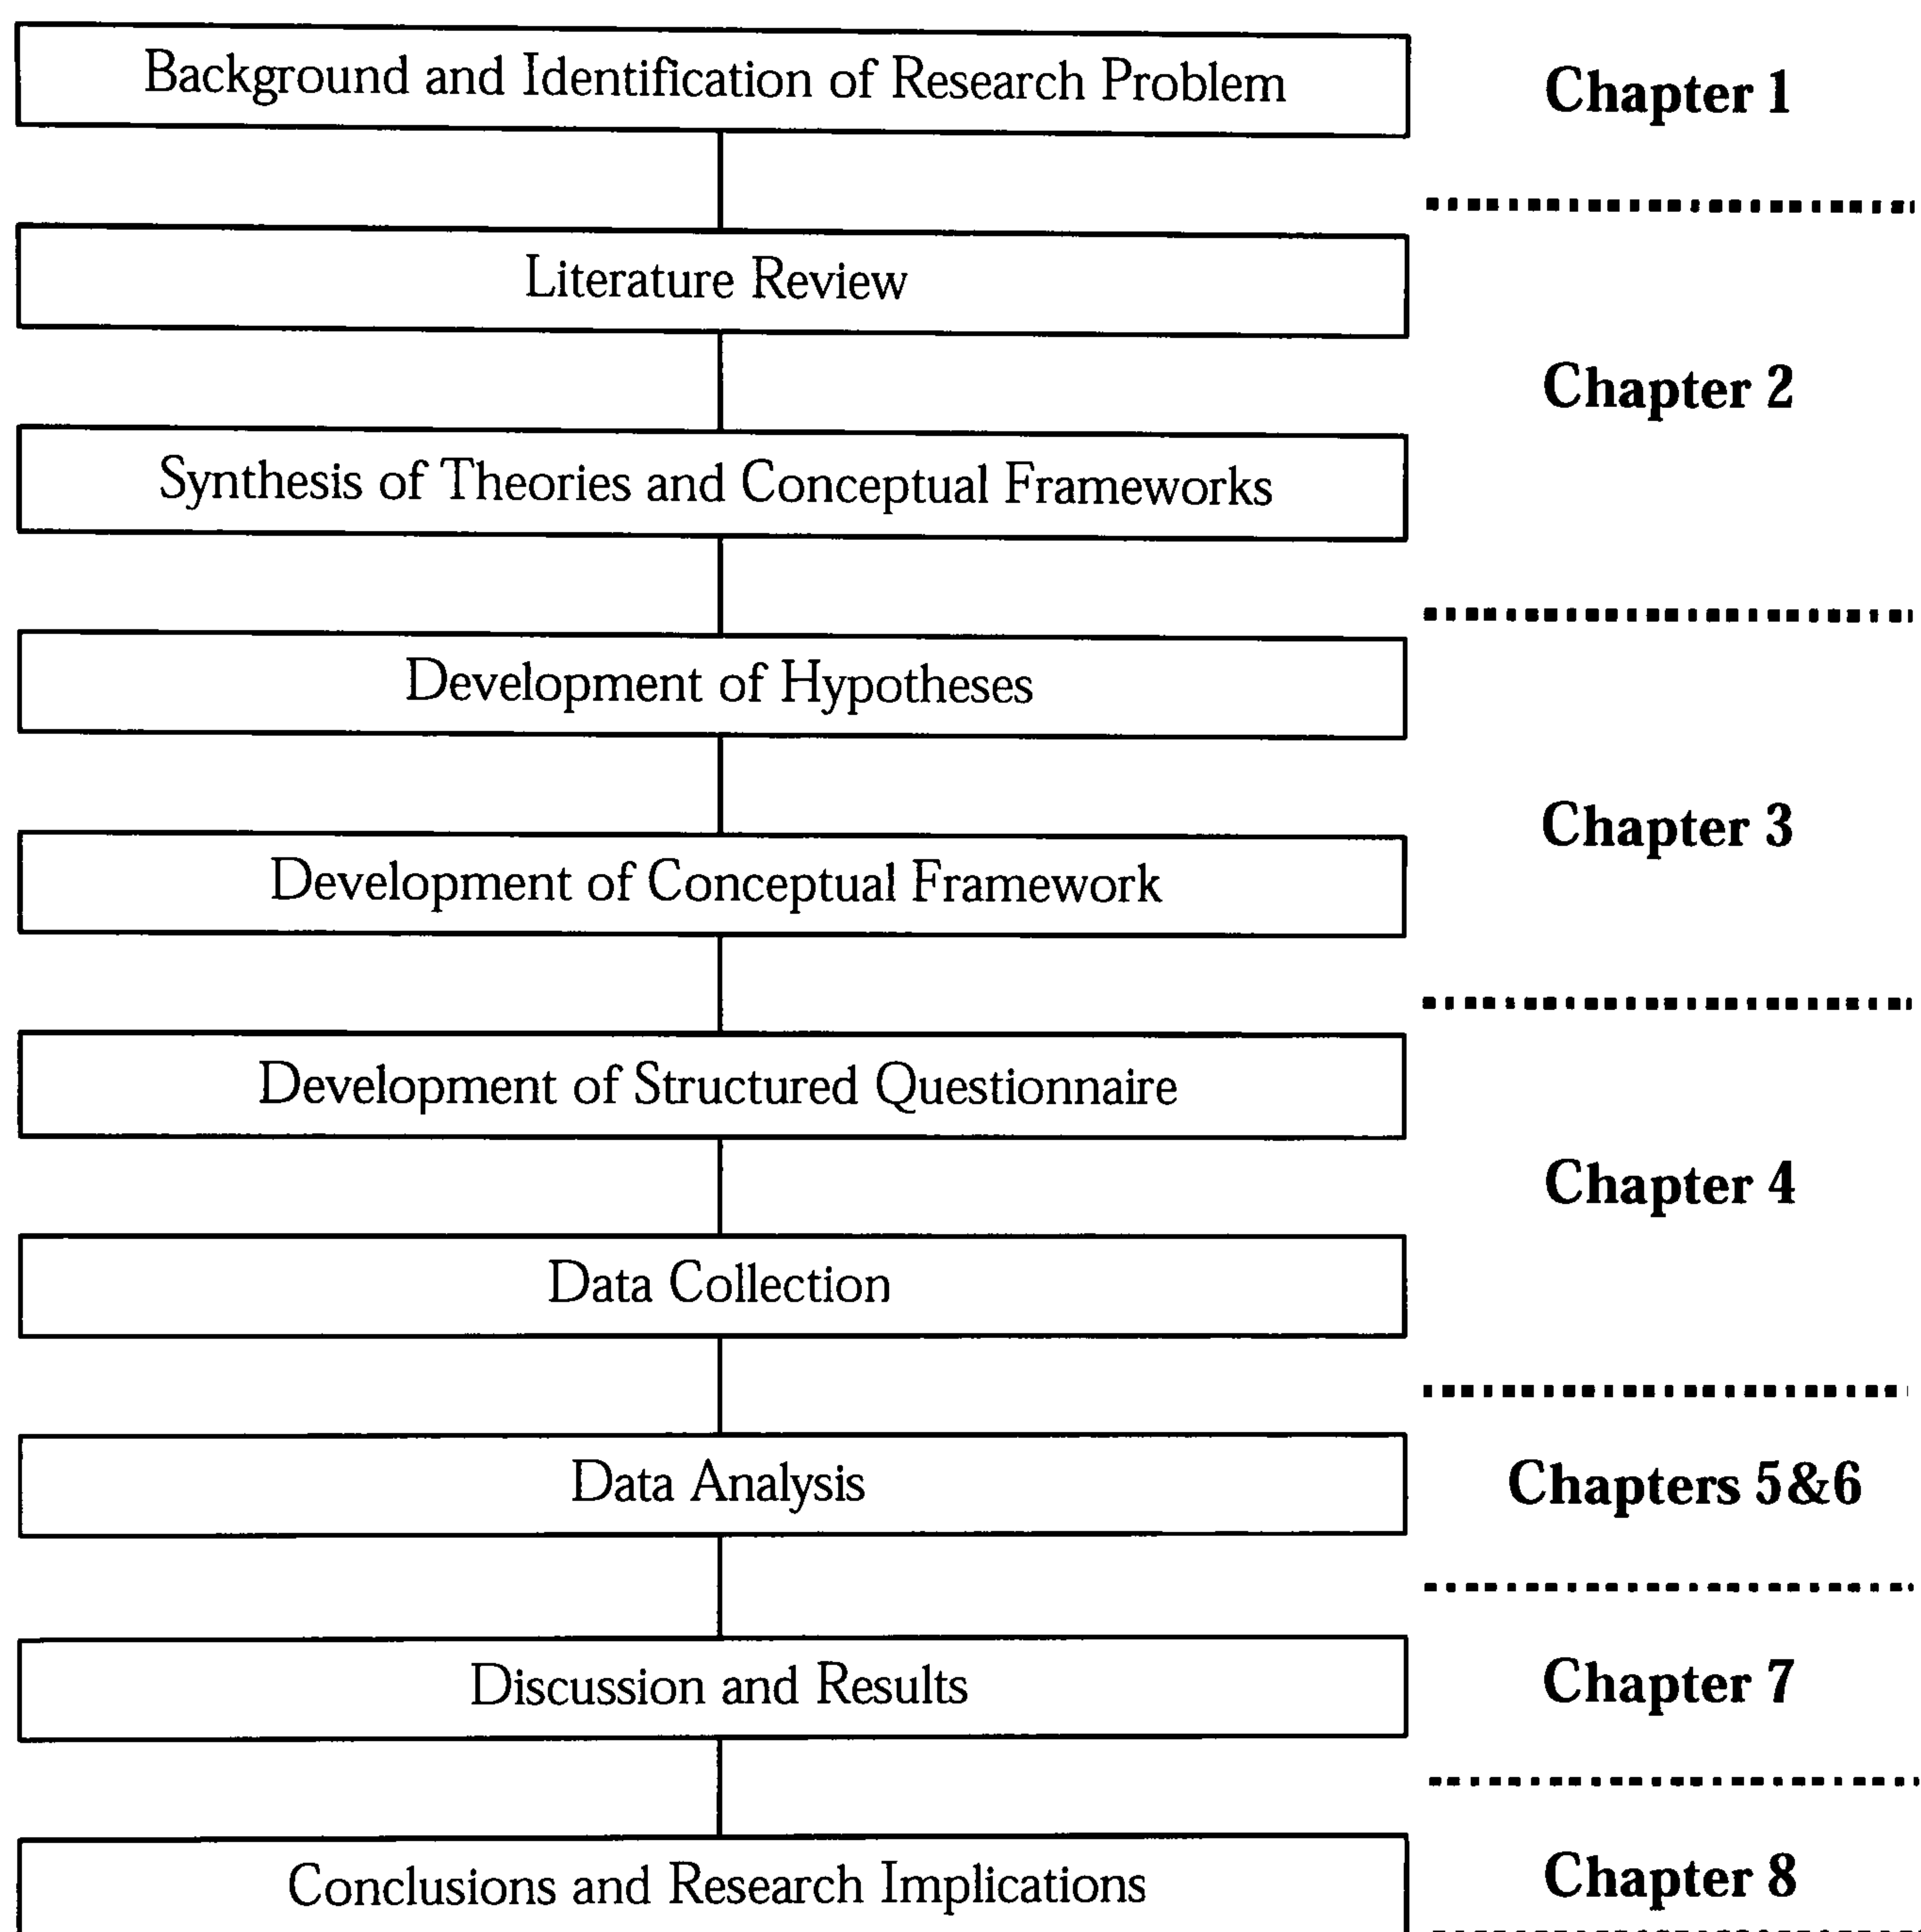 Background and Identification of Research Problem
Chapter 1
Literature Review
Chapter 2
Synthesis of Theories and Conceptual Frameworks
Development of Hypotheses
Chapter 3
Development of Conceptual Framework
Development of Structured Questionnaire
Chapter 4
Data Collection
Data Analysis
Chapters 5&6
Discussion and Results
Chapter 7
Conclusions and Research Implications
Chapter 8